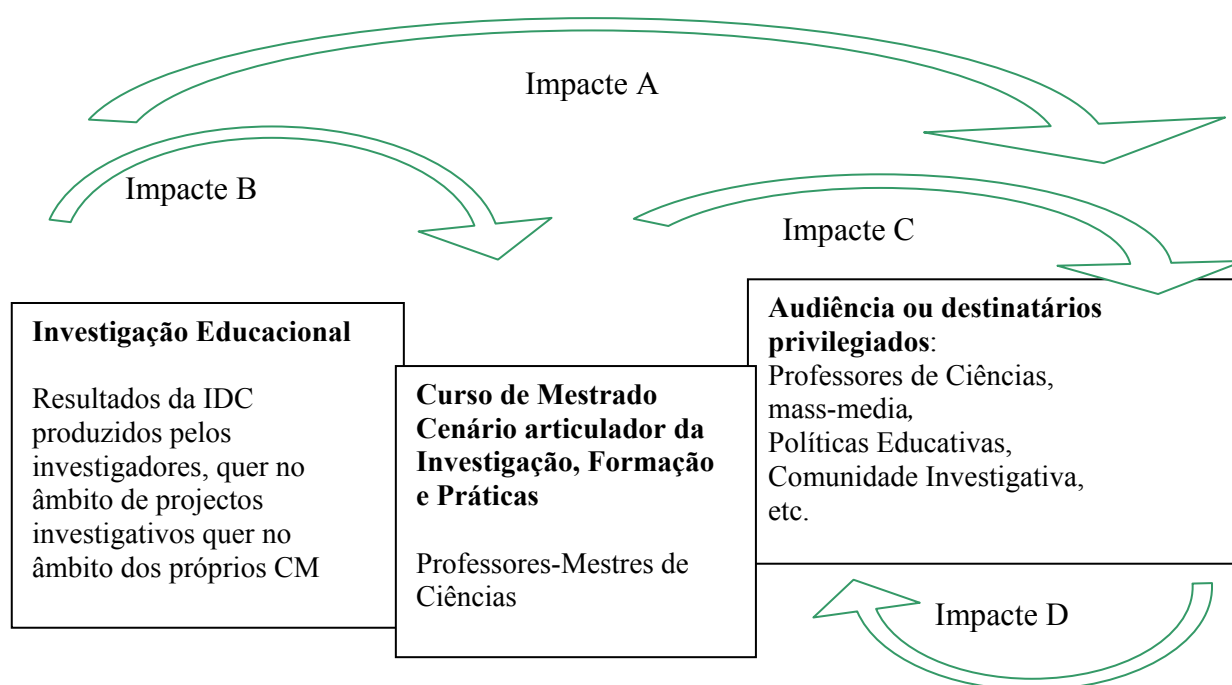 Impacte A
Impacte B
Impacte C
Investigação Educacional
Resultados da IDC
produzidos pelos
investigadores, quer no
âmbito de projectos
investigativos quer no
âmbito dos próprios CM
Curso de Mestrado
Cenário articulador da
Investigação, Formação
e Práticas
Professores-Mestres de
Ciências
Audiência ou destinatários
privilegiados:
Professores de Ciências,
mass-media,
Políticas Educativas,
Comunidade Investigativa,
etc.
Impacte D